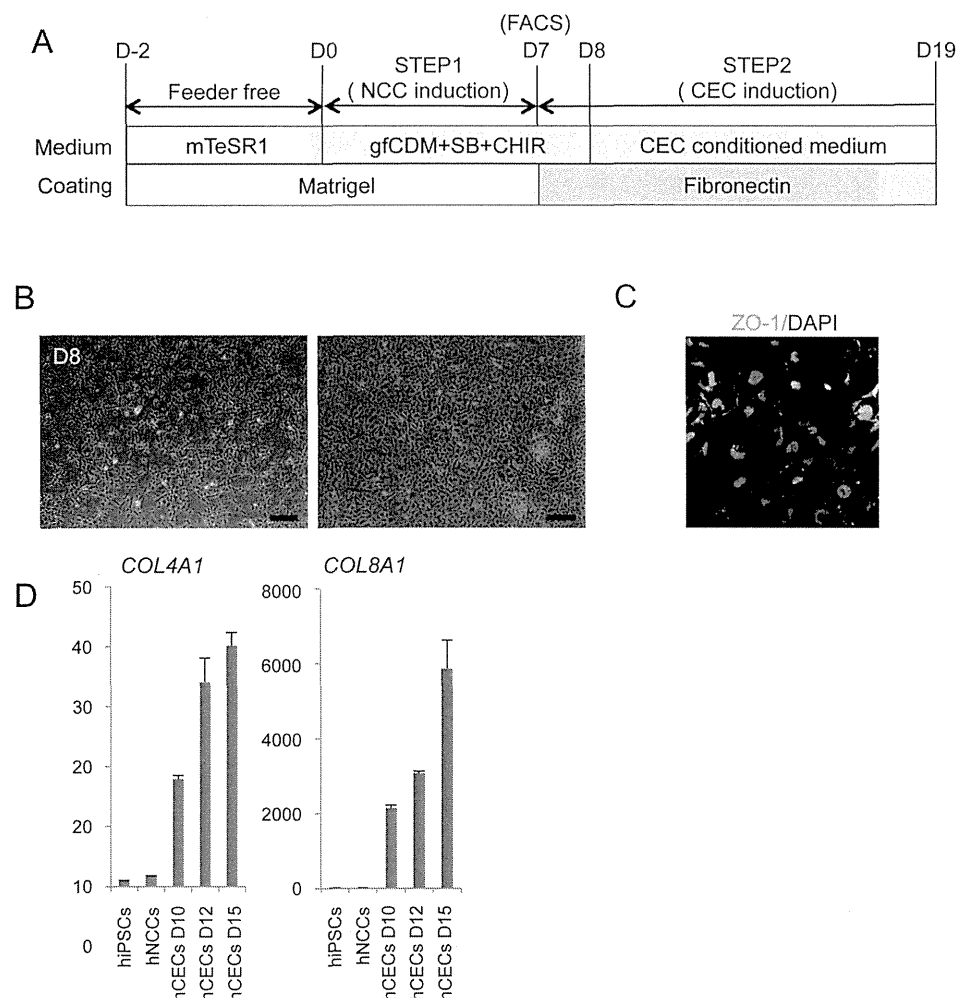 A
(FACS)
D-2
D0
D7
D8
D19
STEP1
STEP2
Feeder free
( NCC induction)
( CEC induction)
Medium
mTeSR1
gfCDM+SB+CHIR
CEC conditioned medium
Coating
Matrigel
Fibronectin
B
C
D8
ZO-1/DAPI
D
COL4A1
COL8A1
50
40
30
20
20
10
0
8000
6000
4000
2000
0
hiPSCs
hNCCs
hCECs D10
hCECs D12
hCECs D15
hiPSCs
hNCCs
hCECs D10
hCECs D12
hCECs D15